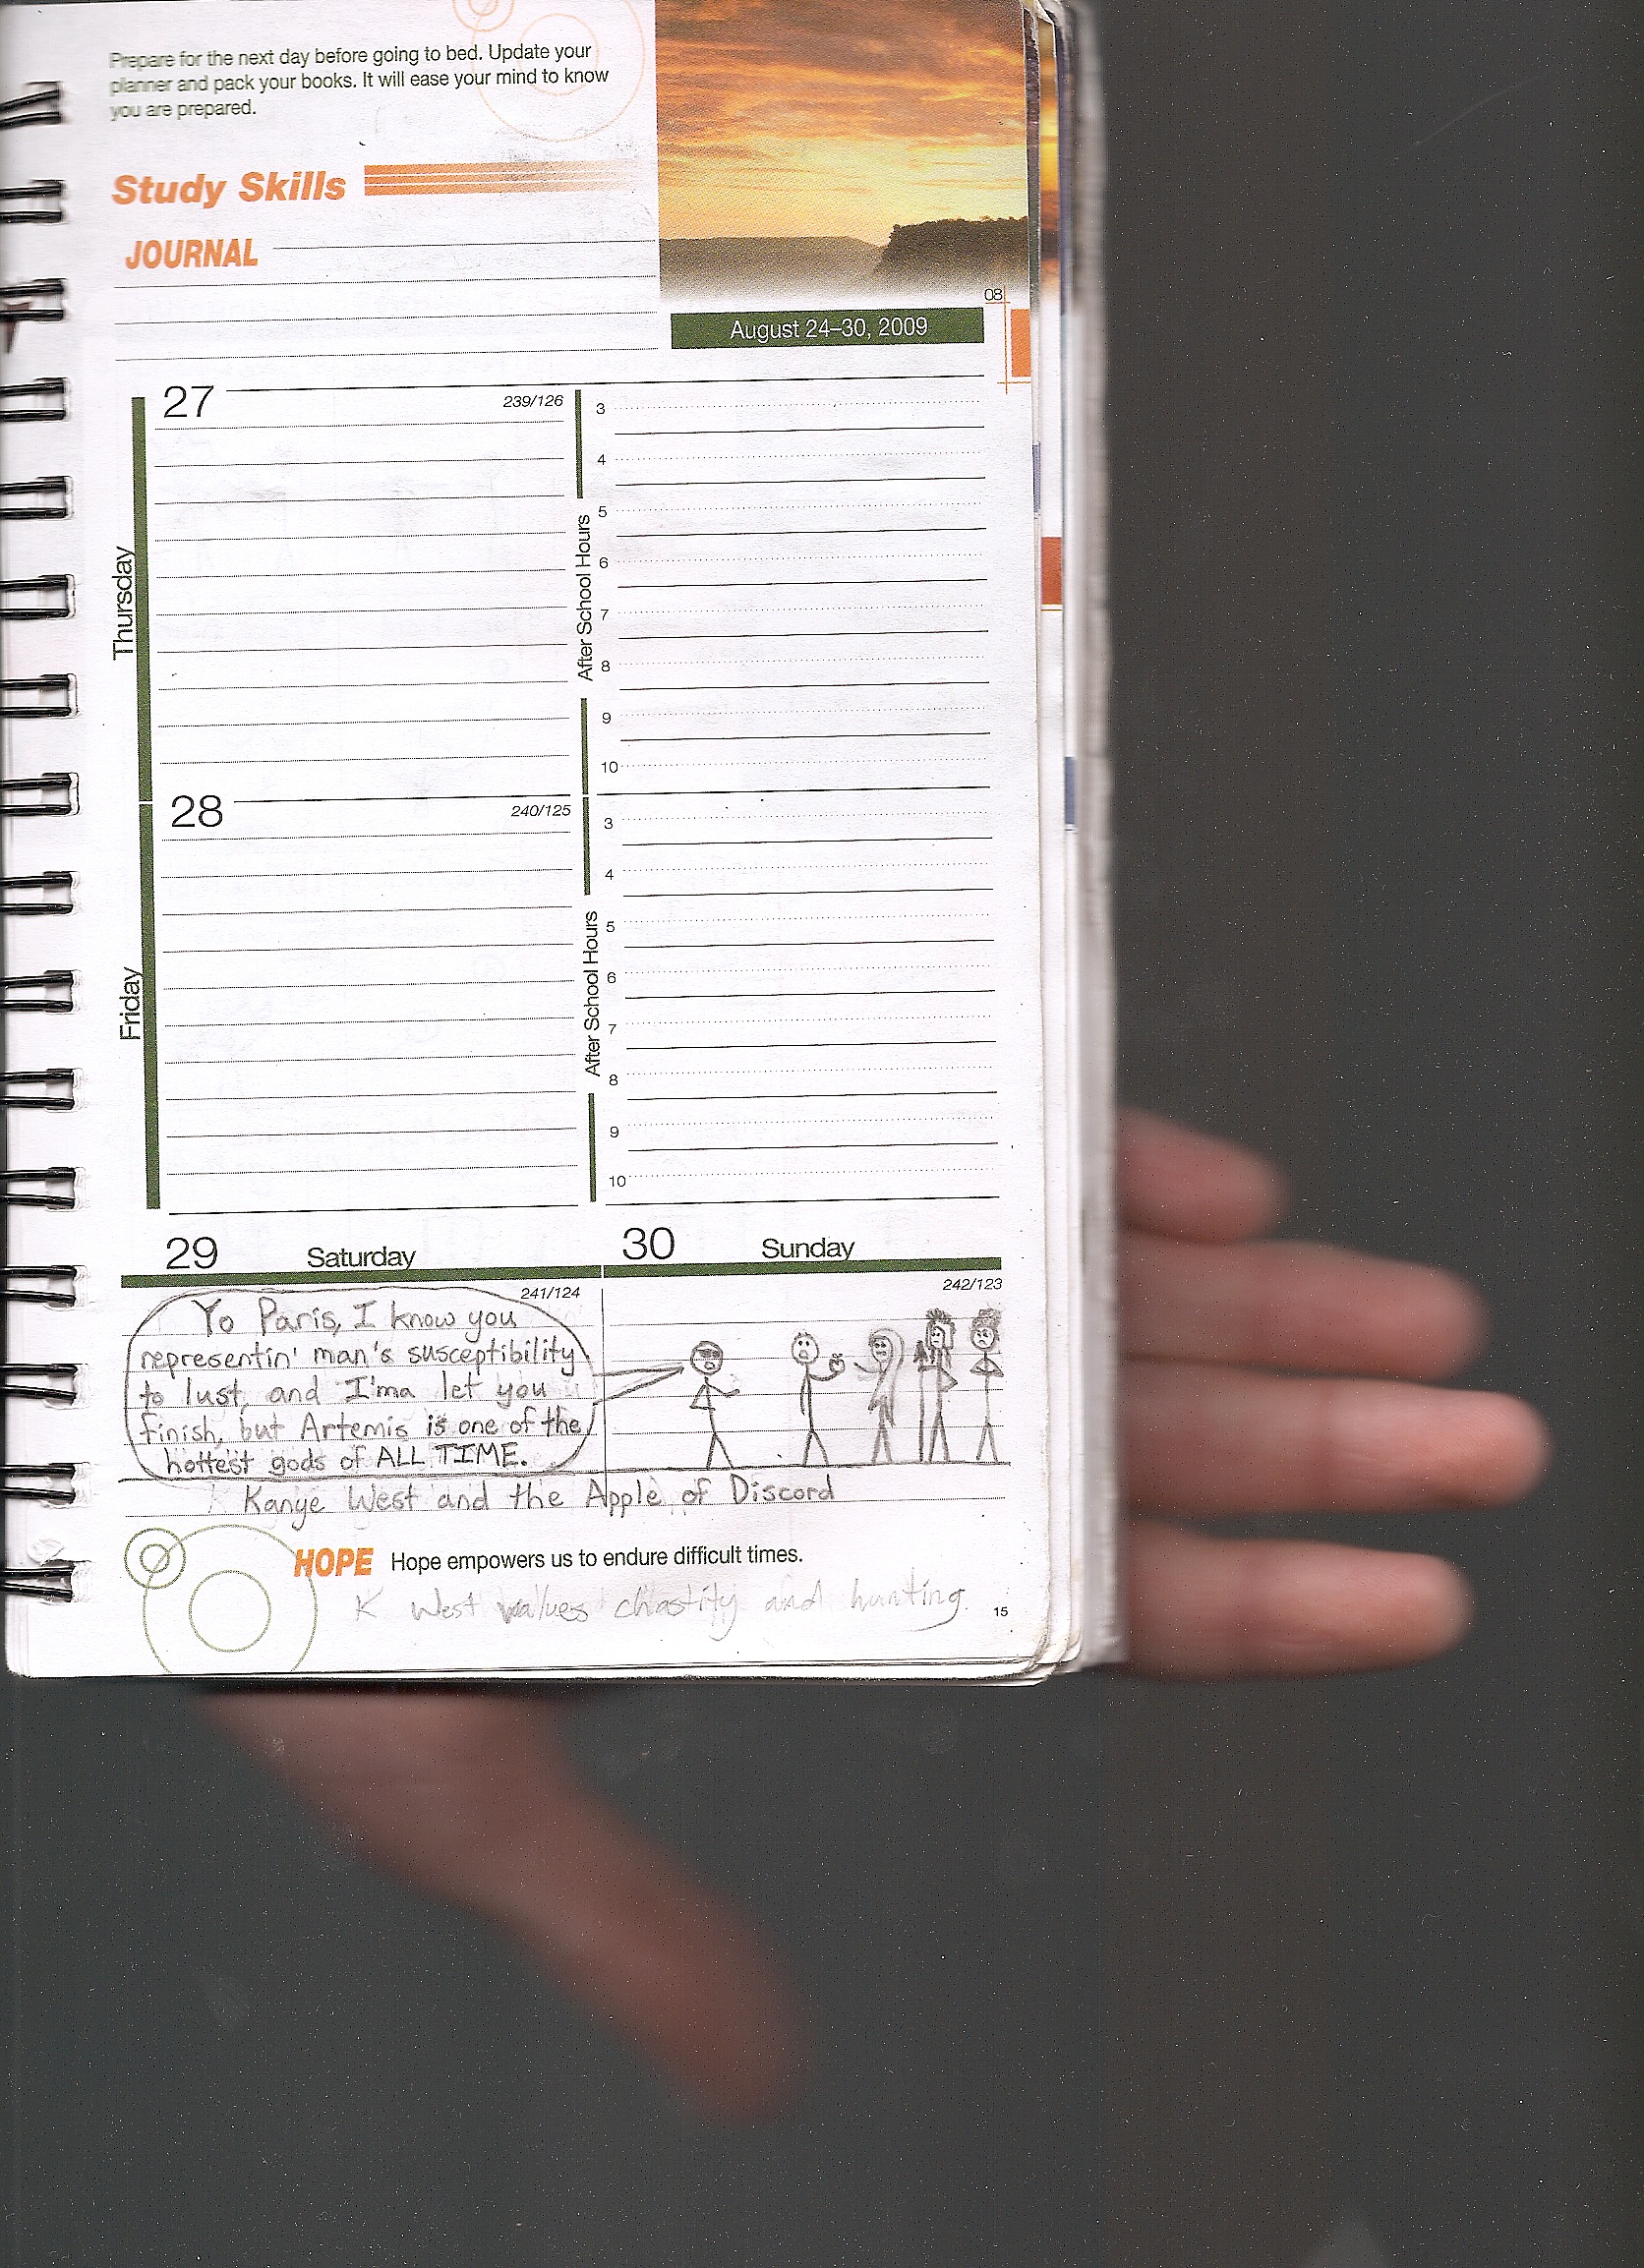 Prepare for the next day before going to bed. Update your
planner and pack your books. It will ease your mind to know
you are prepared.
Study Skills
JOURNAL
08
August 24–30, 2009
Thursday
27
239/126
After School Hours
3
4
5
6
7
8
9
10
Friday
28
240/125
After School Hours
3
4
5
6
7
8
9
10
29 Saturday
241/124
30 Sunday
242/123
Yo Paris, I know you
representin' man's susceptibility
to lust, and I'ma let you
finish, but Artemis is one of the
hottest gods of ALL TIME.
Kanye West and the Apple of Discord
HOPE Hope empowers us to endure difficult times.
K West values chastity and hunting.
15